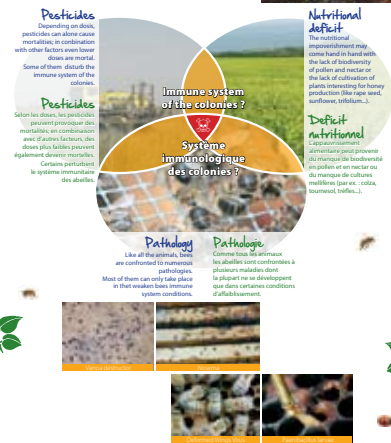 Pesticides
Depending on dosis,
pesticides can alone cause
mortalities; in combination
with other factors even lower
doses are mortal.
Some of them disturb the
immune system of the
colonies.
Pesticides
Selon les doses, les pesticides
peuvent provoquer des
mortalités; en combinaison
avec d'autres facteurs, des
doses plus faibles peuvent
également devenir mortelles.
Certains perturbent
le système immunitaire
des abeilles.
Immune system
of the colonies ?
Système
immunologique
des colonies ?
Nutritional
deficit
The nutritional
impoverishment may
come hand in hand with
the lack of biodiversity
of pollen and nectar or
the lack of cultivation of
plants interesting for honey
production (like rape seed,
sunflower, trifolium...).
Deficit
nutritionnel
L'appauvrissement
alimentaire peut provenir
du manque de biodiversité
en pollen et en nectar ou
du manque de cultures
mellifères (par ex. : colza,
tournesol, trèfles...).
Pathology
Like all the animals, bees
are confronted to numerous
pathologies.
Most of them can only take place
in thet weaken bees immune
system conditions.
Pathologie
Comme tous les animaux
les abeilles sont confrontées à
plusieurs maladies dont
la plupart ne se développent
que dans certaines conditions
d'affaiblissement.
Varroa destructor
Nosema
Deformed Wings Virus
Paenibacillus larvae